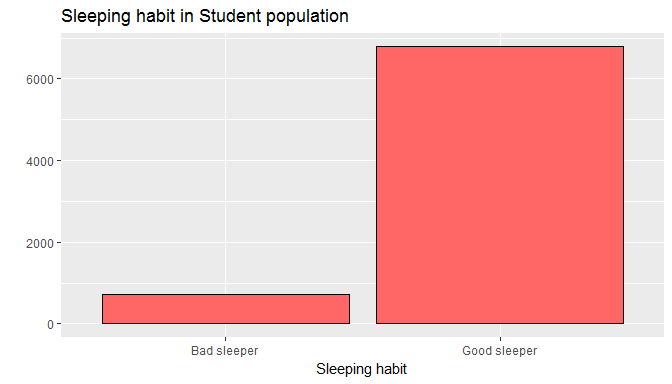 Sleeping habit in Student population
6000
4000
2000
0
Bad sleeper
Good sleeper
Sleeping habit